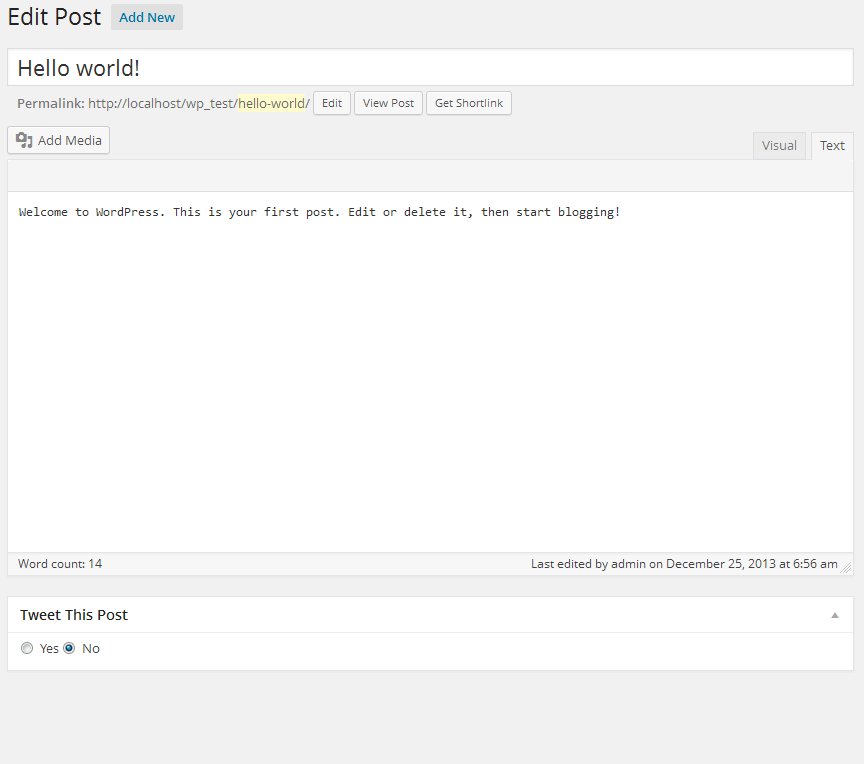 Edit Post Add New
Hello world!
Permalink: http://localhost/wp_test/hello-world/ Edit View Post Get Shortlink
Add Media Visual Text
Welcome to WordPress. This is your first post. Edit or delete it, then start blogging!
Word count: 14 Last edited by admin on December 25, 2013 at 6:56 am
Tweet This Post
Yes No